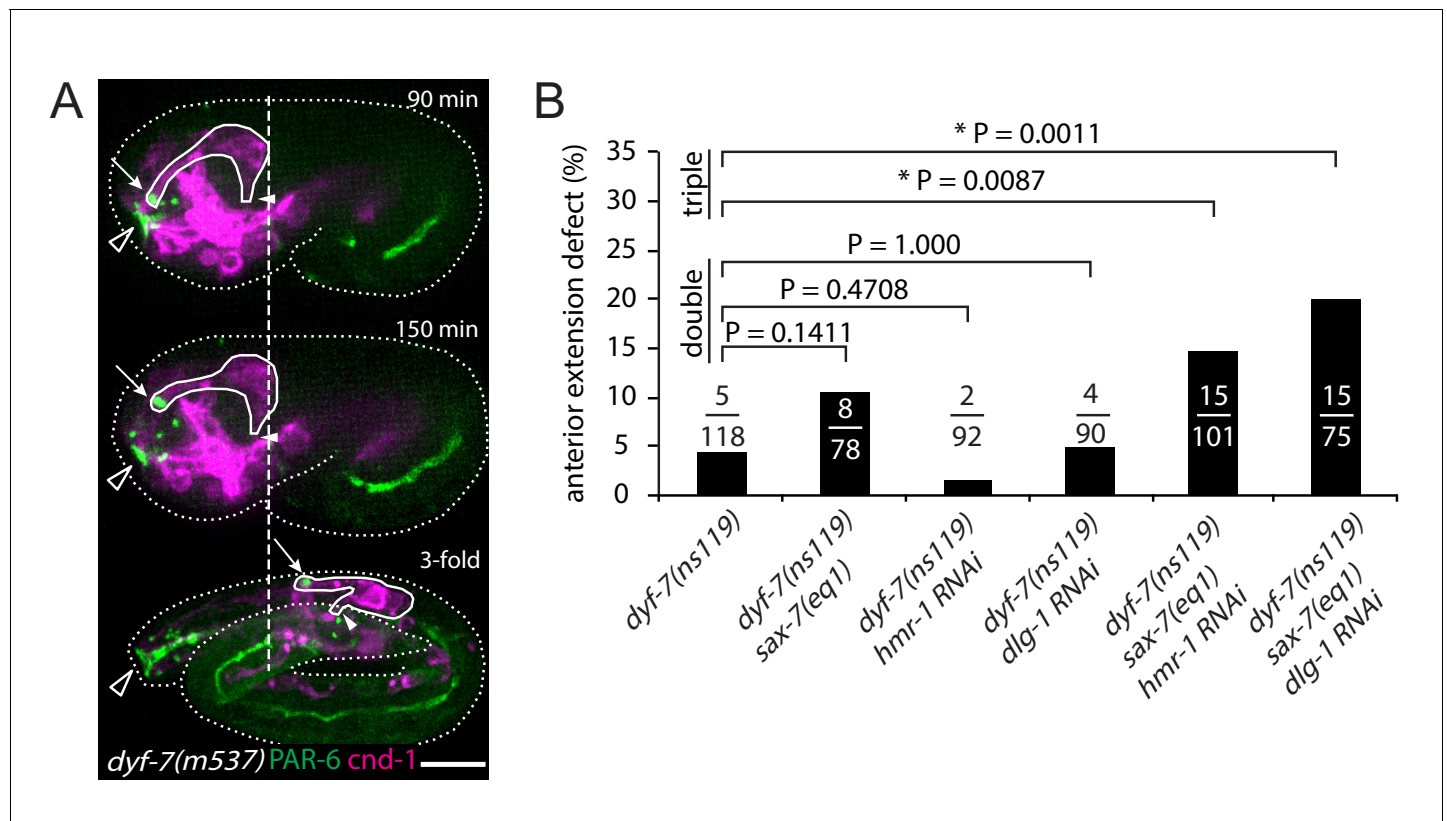 A
90 min
150 min
3-fold
dyf-7(m537) PAR-6 cnd-1
B
anterior extension defect (%)
35
30
25
20
15
10
5
0
triple
double
* P = 0.0011
* P = 0.0087
P = 1.000
P = 0.4708
P = 0.1411
5
118
8
78
2
92
4
90
15
101
15
75
dyf-7(ns119)
dyf-7(ns119)
sax-7(eq1)
dyf-7(ns119)
hmr-1 RNAi
dyf-7(ns119)
dlg-1 RNAi
dyf-7(ns119)
sax-7(eq1)
hmr-1 RNAi
dyf-7(ns119)
sax-7(eq1)
dlg-1 RNAi